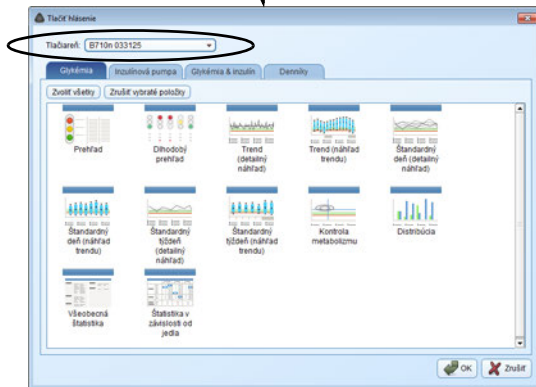 Tlačiť hlásenie
Tlačiareň: B710n 033125
Glykémia Inzulínová pumpa Glykémia & inzulín Denníky
Zvoliť všetky Zrušiť vybraté položky
Prehľad
Dlhodobý
prehľad
Trend
(detailný
náhľad)
Trend (náhľad
trendu)
Štandardný
deň (detailný
náhľad)
Štandardný
deň (náhľad
trendu)
Štandardný
týždeň
(detailný
náhľad)
Štandardný
týždeň (náhľad
trendu)
Kontrola
metabolizmu
Distribúcia
Všeobecná
štatistika
Štatistika v
závislosti od
jedla
OK Zrušiť